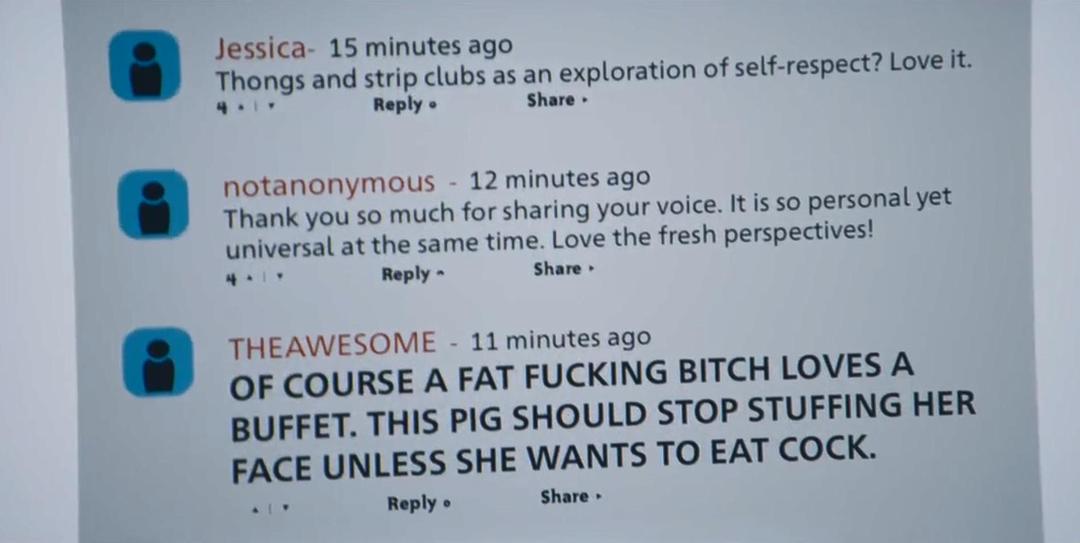 Jessica- 15 minutes ago
Thongs and strip clubs as an exploration of self-respect? Love it.
4 Reply Share
notanonymous - 12 minutes ago
Thank you so much for sharing your voice. It is so personal yet
universal at the same time. Love the fresh perspectives!
4 Reply Share
THEAWESOME - 11 minutes ago
OF COURSE A FAT FUCKING BITCH LOVES A
BUFFET. THIS PIG SHOULD STOP STUFFING HER
FACE UNLESS SHE WANTS TO EAT COCK.
Reply Share